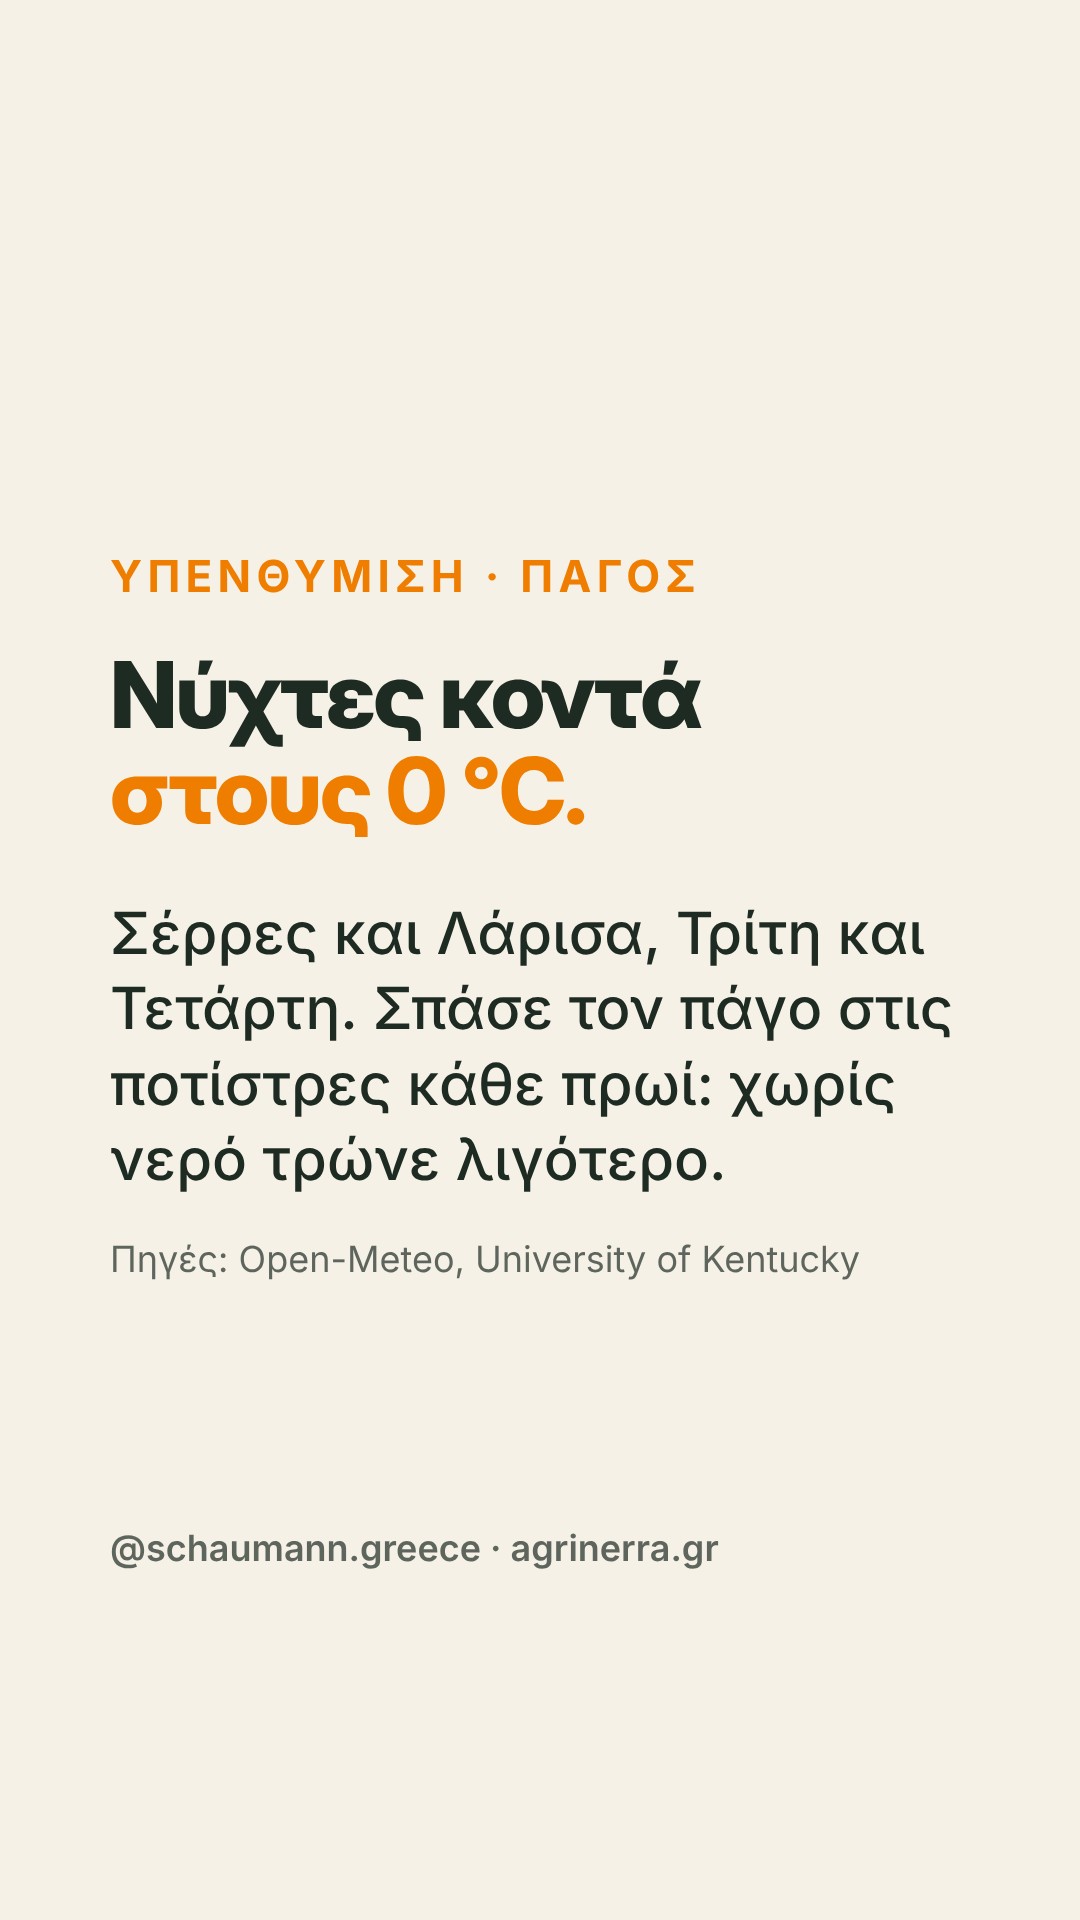 ΥΠΕΝΘΥΜΙΣΗ · ΠΑΓΟΣ
Νύχτες κοντά
στους 0 °C.
Σέρρες και Λάρισα, Τρίτη και
Τετάρτη. Σπάσε τον πάγο στις
ποτίστρες κάθε πρωί: χωρίς
νερό τρώνε λιγότερο.
Πηγές: Open-Meteo, University of Kentucky
@schaumann.greece · agrinerra.gr